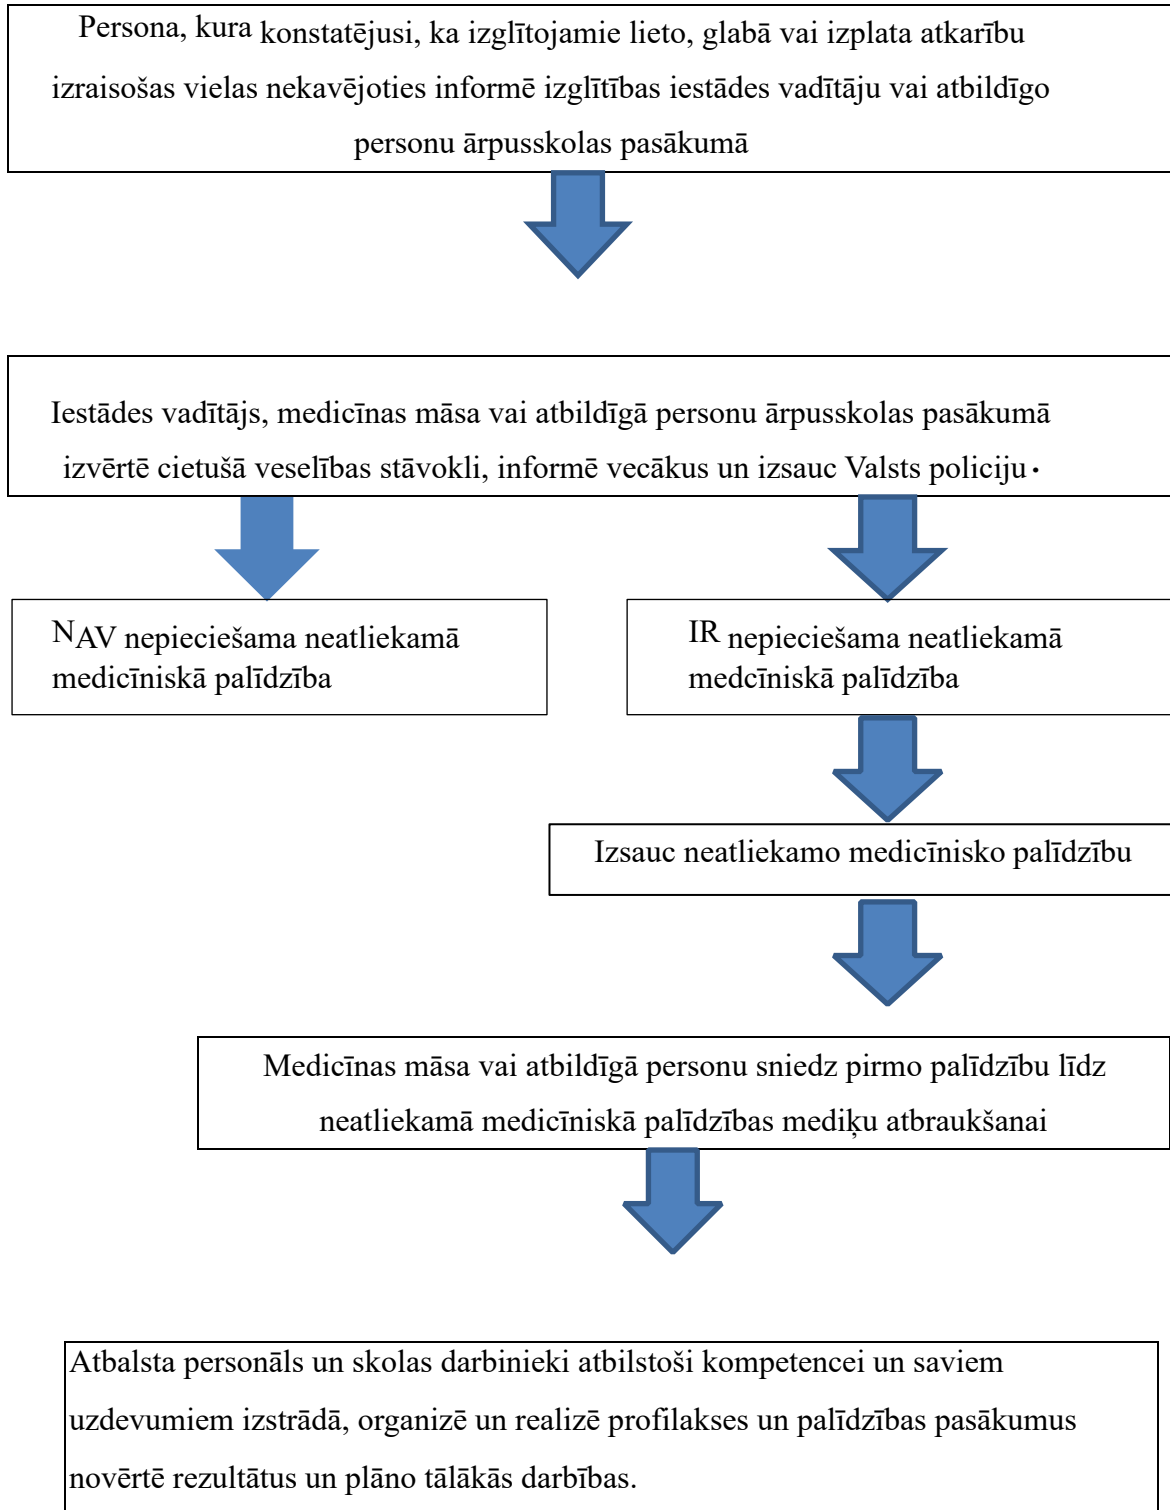 Persona, kura konstatējusi, ka izglītojamie lieto, glabā vai izplata atkarību
izraisošas vielas nekavējoties informē izglītības iestādes vadītāju vai atbildīgo
personu ārpusskolas pasākumā
Iestādes vadītājs, medicīnas māsa vai atbildīgā personu ārpusskolas pasākumā
izvērtē cietušā veselības stāvokli, informē vecākus un izsauc Valsts policiju.
NAV nepieciešama neatliekamā
medicīniskā palīdzība
IR nepieciešama neatliekamā
medcīniskā palīdzība
Izsauc neatliekamo medicīnisko palīdzību
Medicīnas māsa vai atbildīgā personu sniedz pirmo palīdzību līdz
neatliekamā medicīniskā palīdzības mediķu atbraukšanai
Atbalsta personāls un skolas darbinieki atbilstoši kompetencei un saviem
uzdevumiem izstrādā, organizē un realizē profilakses un palīdzības pasākumus
novērtē rezultātus un plāno tālākās darbības.